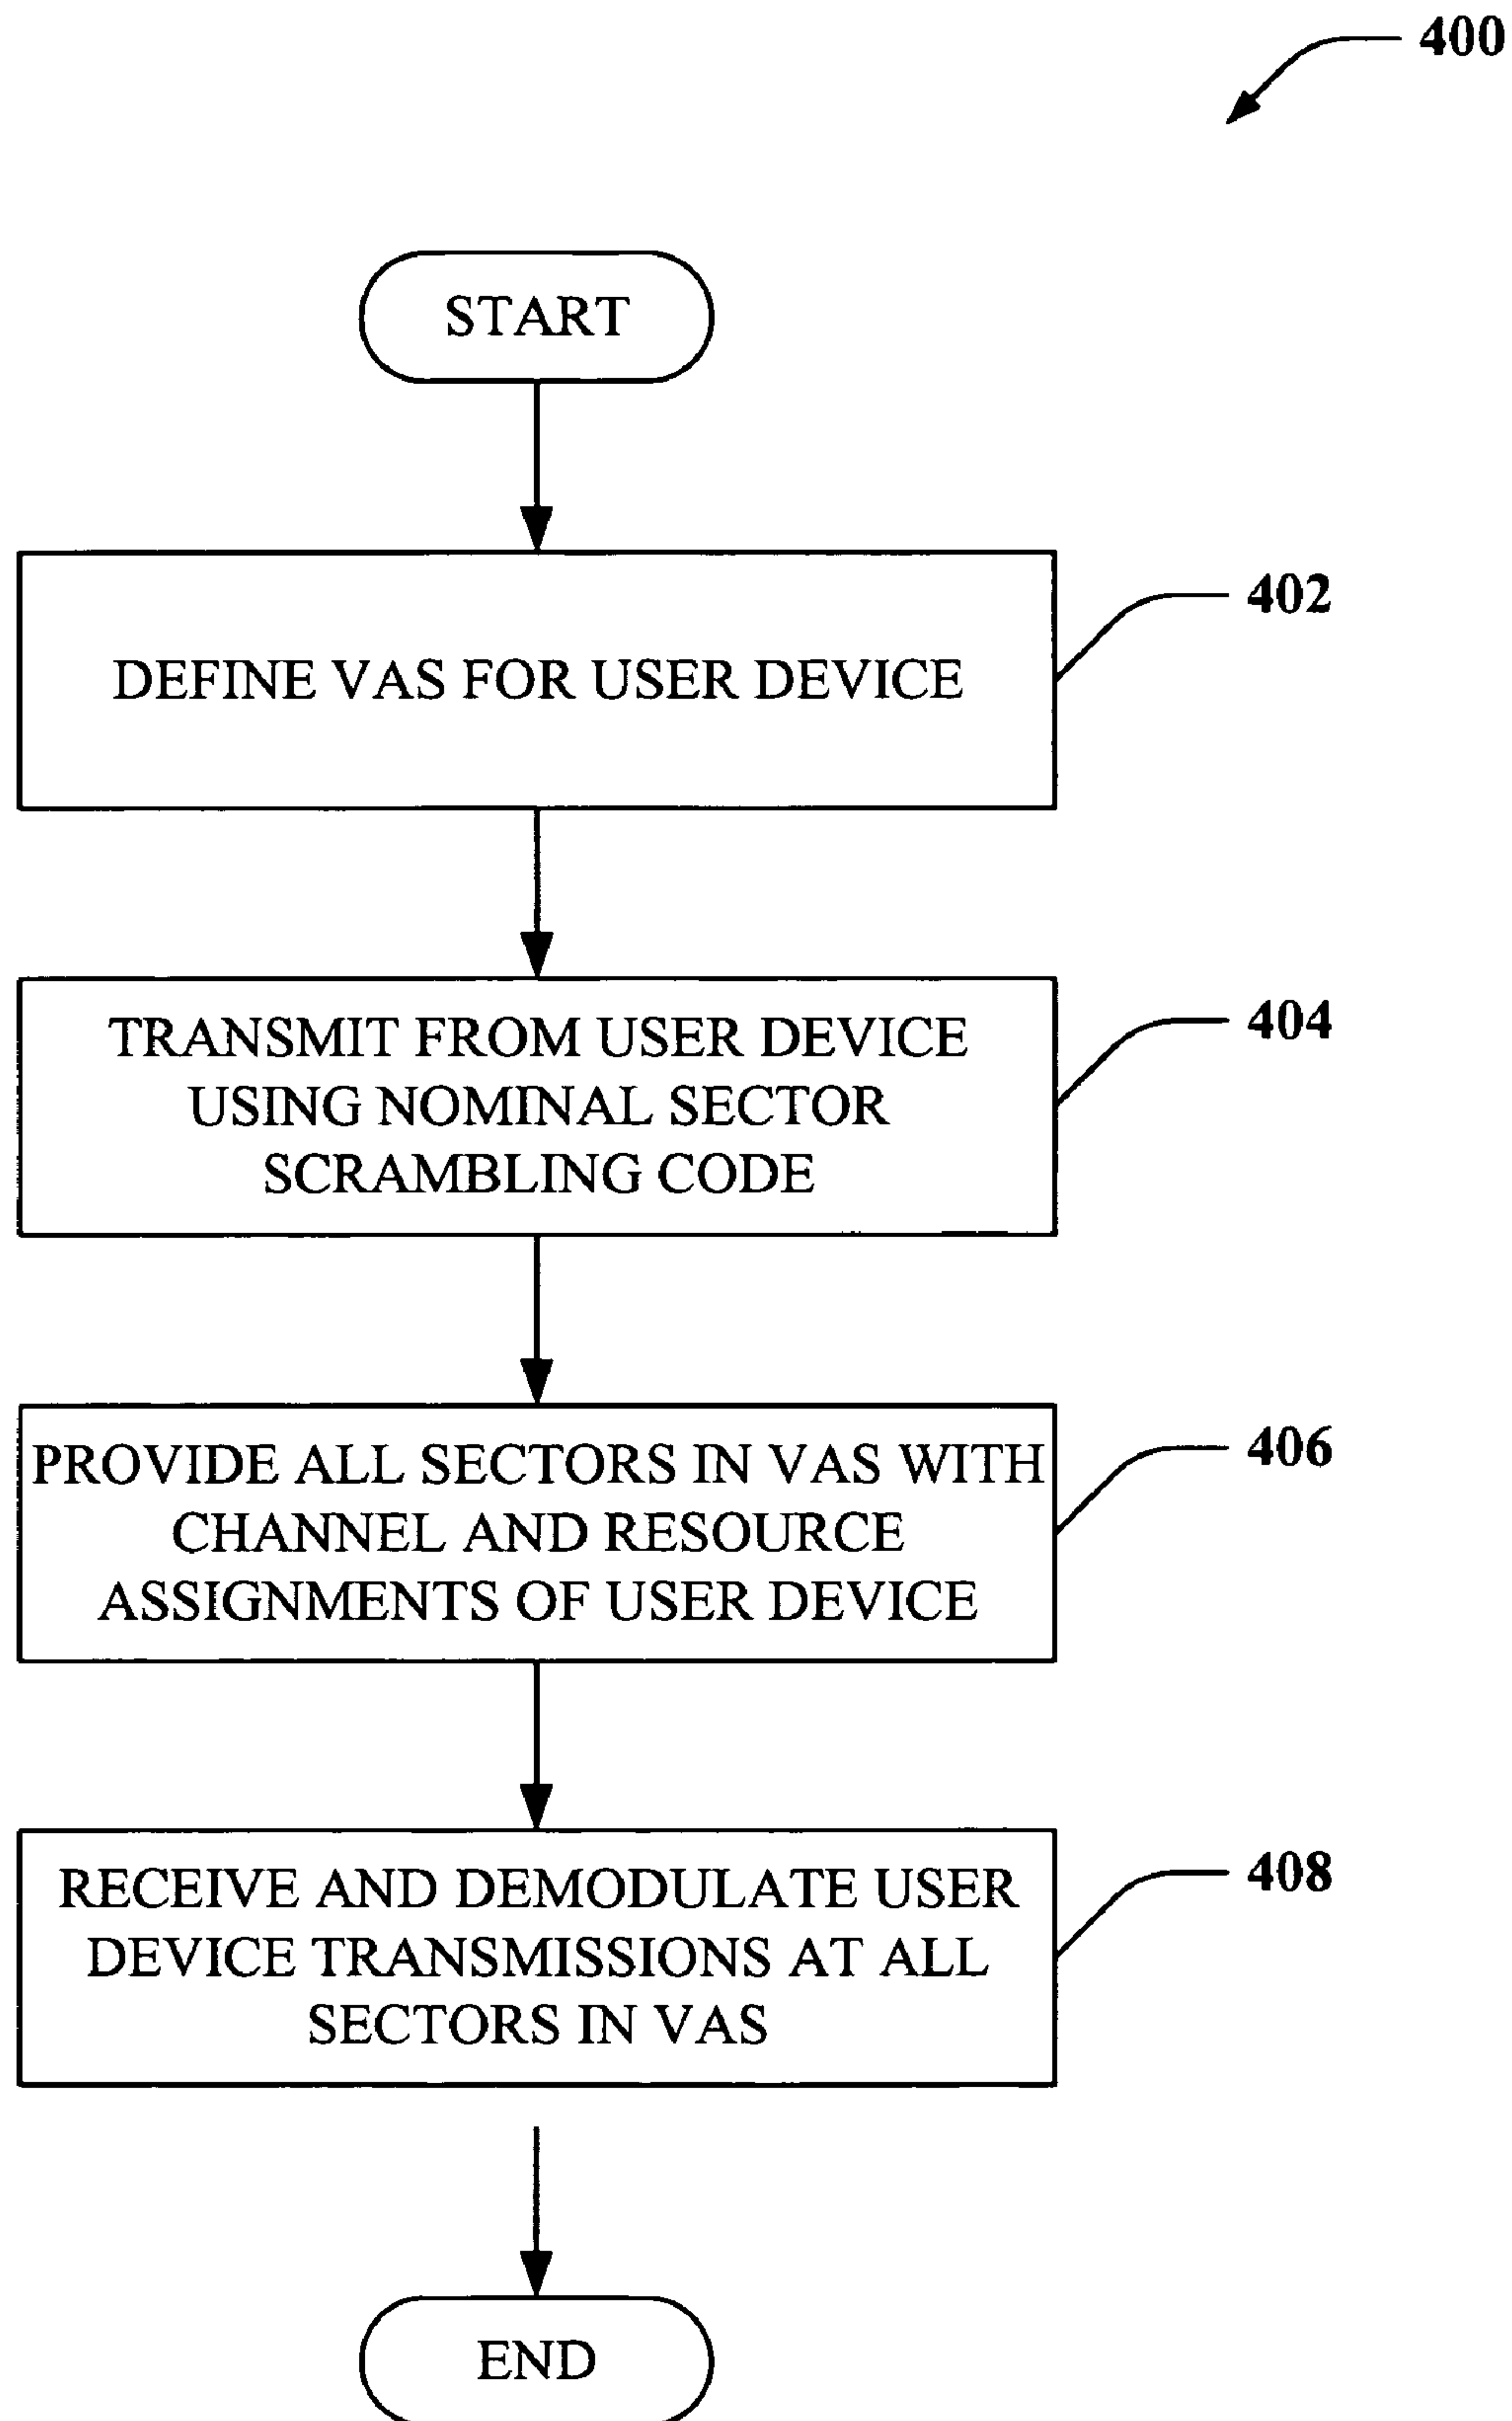 400
START
DEFINE VAS FOR USER DEVICE
402
TRANSMIT FROM USER DEVICE
USING NOMINAL SECTOR
SCRAMBLING CODE
404
PROVIDE ALL SECTORS IN VAS WITH
CHANNEL AND RESOURCE
ASSIGNMENTS OF USER DEVICE
406
RECEIVE AND DEMODULATE USER
DEVICE TRANSMISSIONS AT ALL
SECTORS IN VAS
408
END